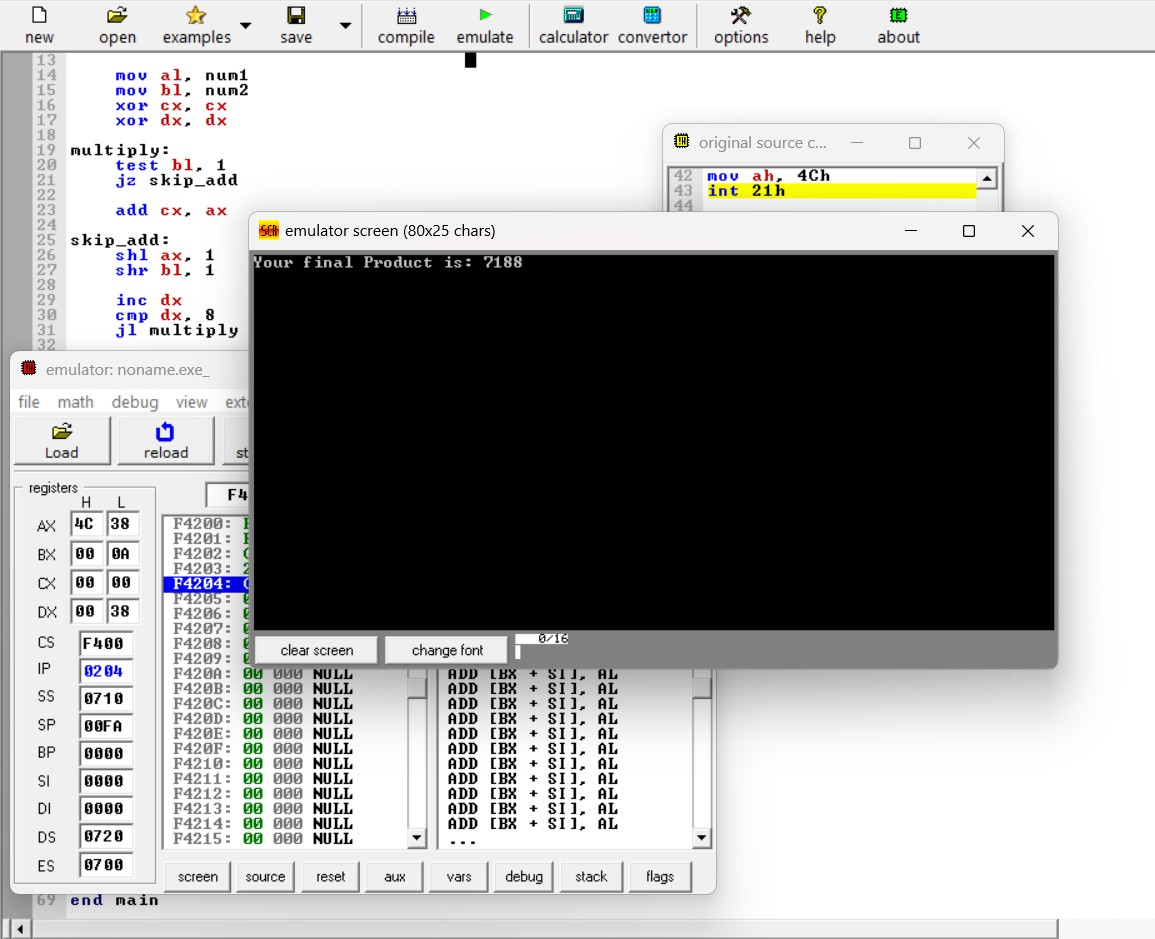 new open examples save compile emulate calculator convertor options help about
13
14 mov al, num1
15 mov bl, num2
16 xor cx, cx
17 xor dx, dx
18
19 multiply:
20 test bl, 1
21 jz skip_add
22
23 add cx, ax
24
25 skip_add:
26 shl ax, 1
27 shr bl, 1
28
29 inc dx
30 cmp dx, 8
31 jl multiply
32
original source c...
42 mov ah, 4Ch
43 int 21h
44
emulator screen (80x25 chars)
Your final Product is: 7188
clear screen change font 0/16
emulator: noname.exe_
file math debug view
Load reload
registers
H L
AX 4C 38
BX 00 0A
CX 00 00
DX 00 38
CS F400
IP 0204
SS 0710
SP 00FA
BP 0000
SI 0000
DI 0000
DS 0720
ES 0700
F4200:
F4201:
F4202:
F4203:
F4204:
F4205:
F4206:
F4207:
F4208:
F4209:
F420A: 00 000 NULL ADD [BX + SI], AL
F420B: 00 000 NULL ADD [BX + SI], AL
F420C: 00 000 NULL ADD [BX + SI], AL
F420D: 00 000 NULL ADD [BX + SI], AL
F420E: 00 000 NULL ADD [BX + SI], AL
F420F: 00 000 NULL ADD [BX + SI], AL
F4210: 00 000 NULL ADD [BX + SI], AL
F4211: 00 000 NULL ADD [BX + SI], AL
F4212: 00 000 NULL ADD [BX + SI], AL
F4213: 00 000 NULL ADD [BX + SI], AL
F4214: 00 000 NULL ADD [BX + SI], AL
F4215: 00 000 NULL ...
screen source reset aux vars debug stack flags
69 end main